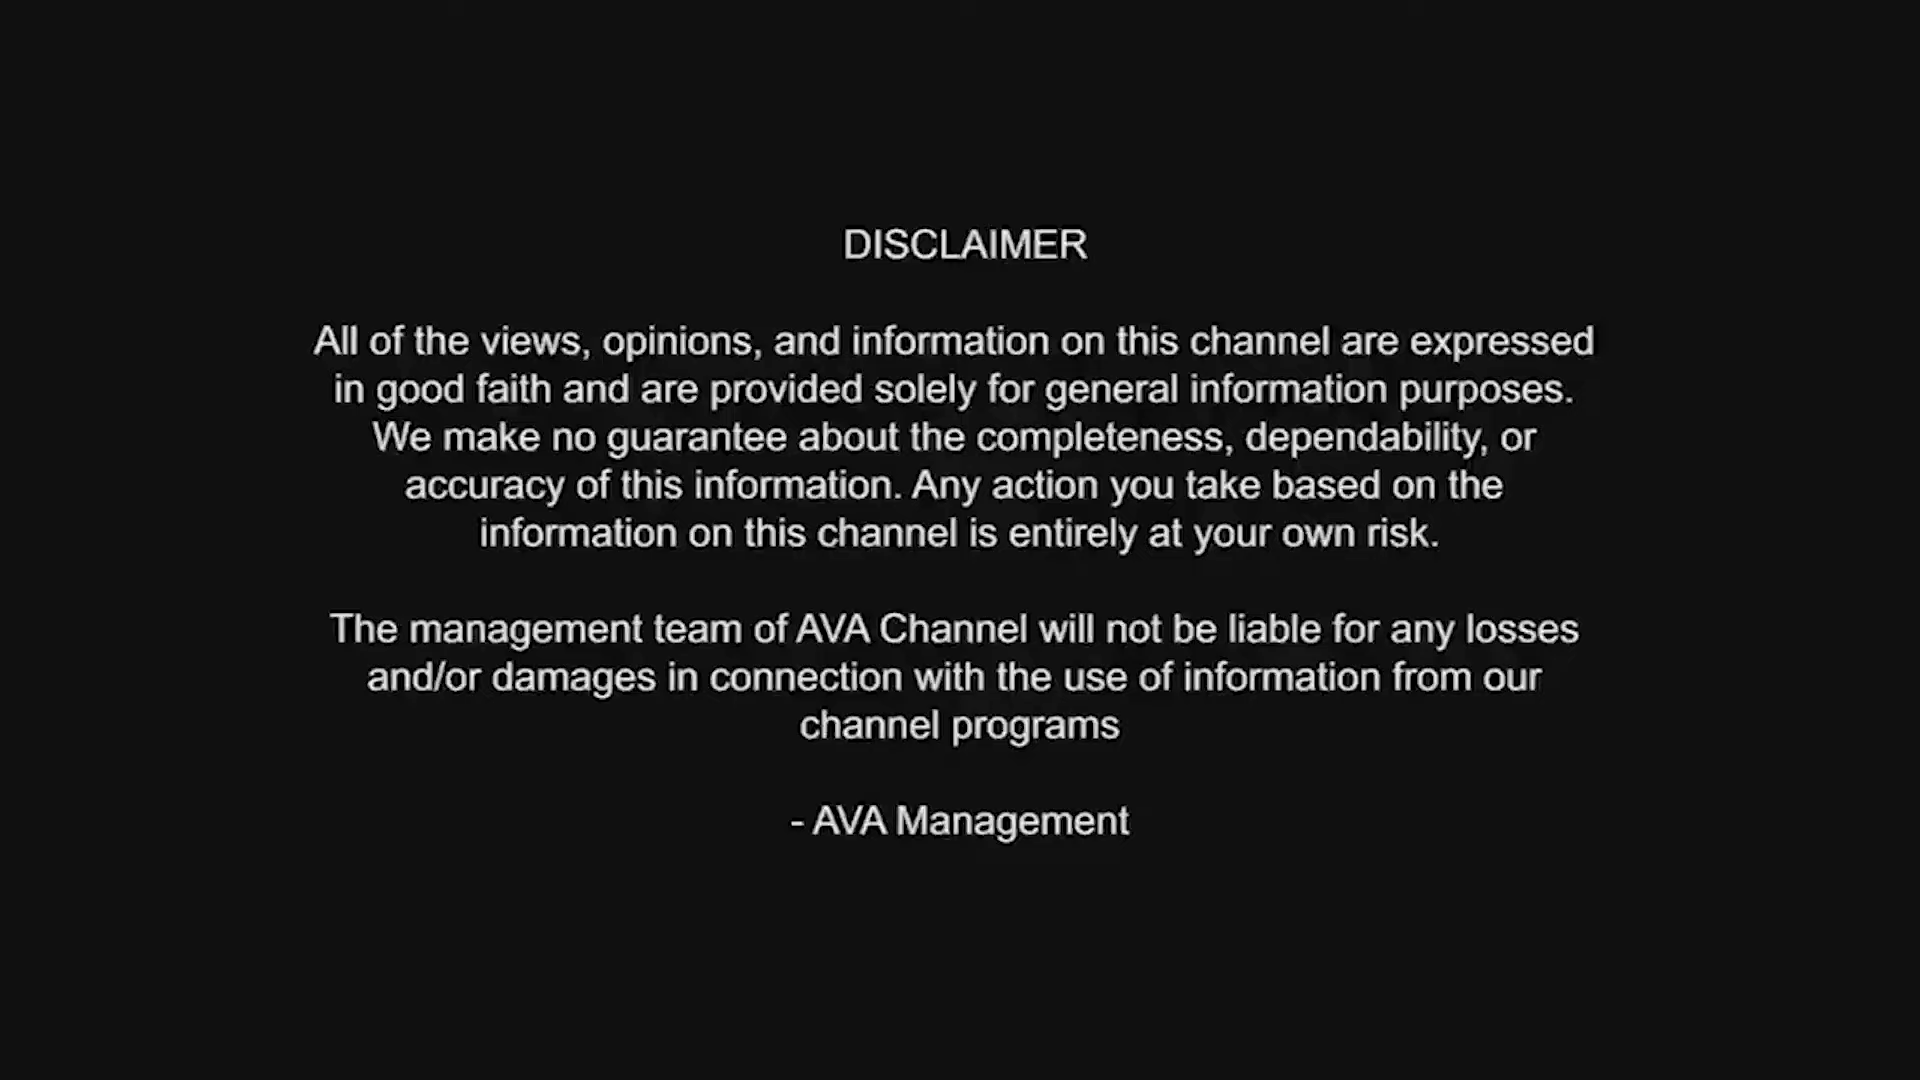 DISCLAIMER
All of the views, opinions, and information on this channel are expressed
in good faith and are provided solely for general information purposes.
We make no guarantee about the completeness, dependability, or
accuracy of this information. Any action you take based on the
information on this channel is entirely at your own risk.
The management team of AVA Channel will not be liable for any losses
and/or damages in connection with the use of information from our
channel programs
- AVA Management